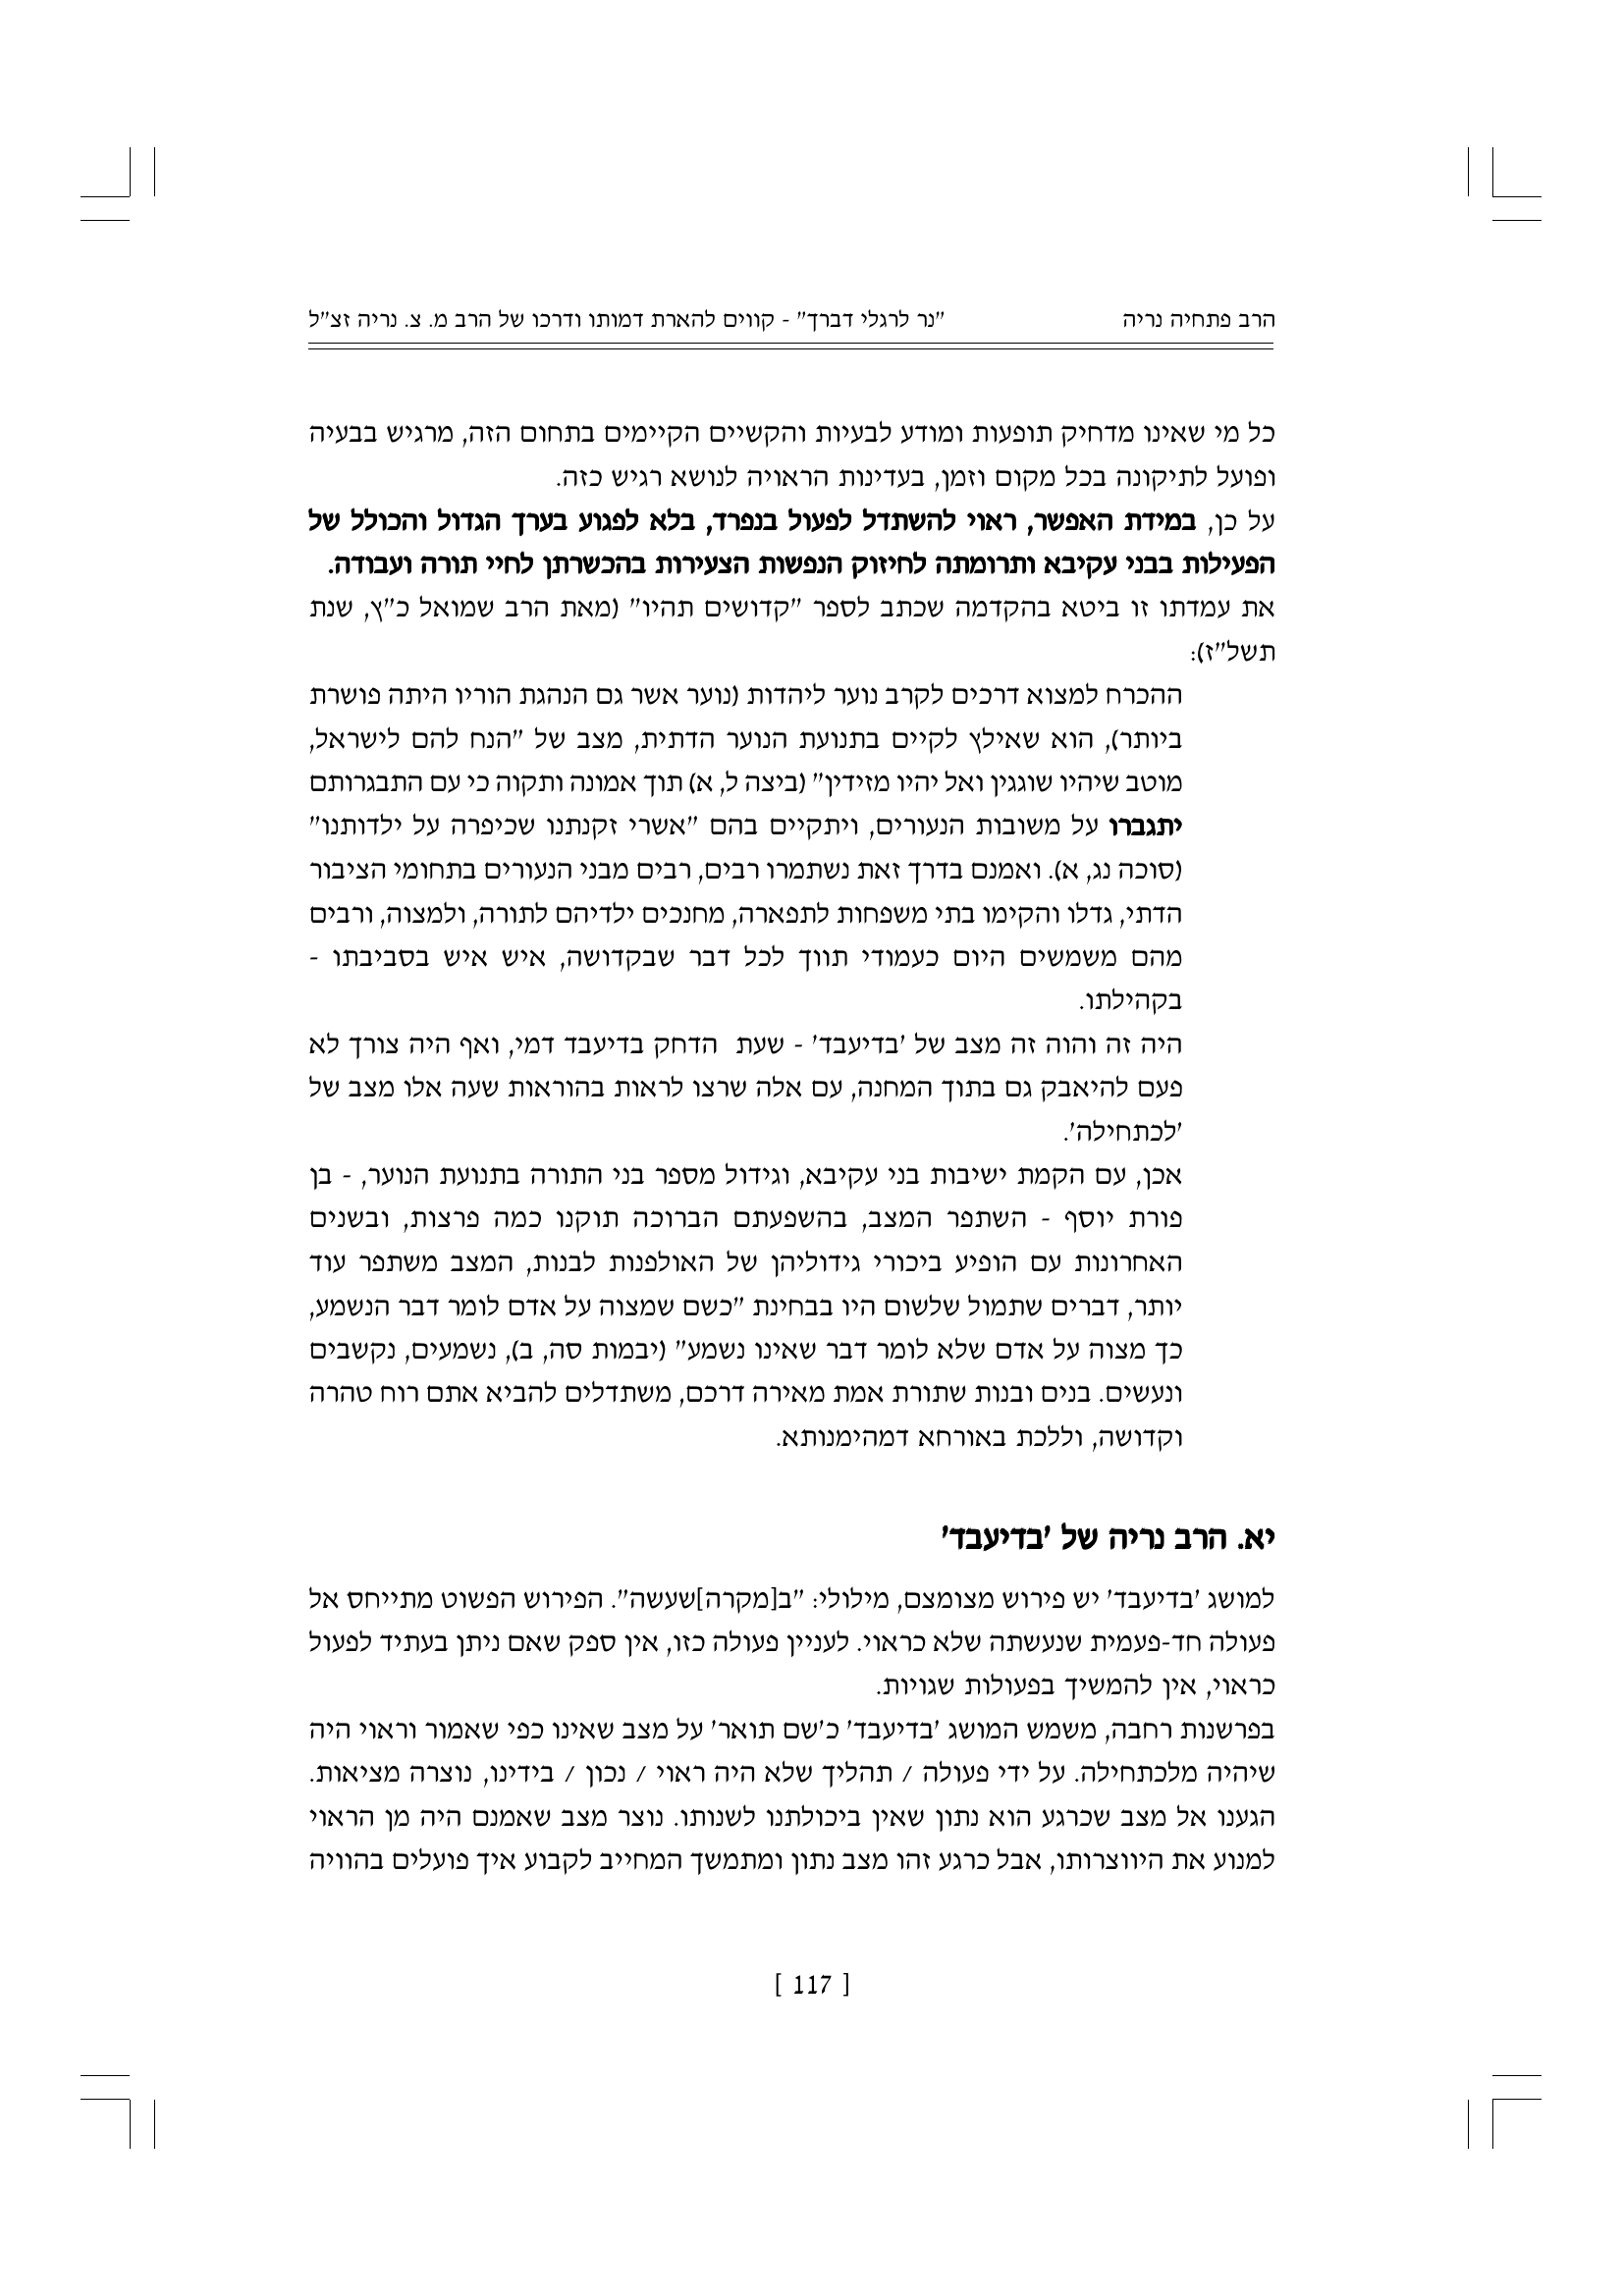 הרב פתחיה נריה "נר לרגלי דברך" - קווים להארת דמותו ודרכו של הרב מ. צ. נריה זצ"ל
כל מי שאינו מדחיק תופעות ומודע לבעיות והקשיים הקיימים בתחום הזה, מרגיש בבעיה
ופועל לתיקונה בכל מקום וזמן, בעדינות הראויה לנושא רגיש כזה.
על כן, במידת האפשר, ראוי להשתדל לפעול בנפרד, בלא לפגוע בערך הגדול והכולל של
הפעילות בבני עקיבא ותרומתה לחיזוק הנפשות הצעירות בהכשרתן לחיי תורה ועבודה.
את עמדתו זו ביטא בהקדמה שכתב לספר "קדושים תהיו" (מאת הרב שמואל כ"ץ, שנת
תשל"ז):
ההכרח למצוא דרכים לקרב נוער ליהדות (נוער אשר גם הנהגת הוריו היתה פושרת
ביותר), הוא שאילץ לקיים בתנועת הנוער הדתית, מצב של "הנח להם לישראל,
מוטב שיהיו שוגגין ואל יהיו מזידין" (ביצה ל, א) תוך אמונה ותקוה כי עם התבגרותם
יתגברו על משובות הנעורים, ויתקיים בהם "אשרי זקנתנו שכיפרה על ילדותנו"
(סוכה נג, א). ואמנם בדרך זאת נשתמרו רבים, רבים מבני הנעורים בתחומי הציבור
הדתי, גדלו והקימו בתי משפחות לתפארה, מחנכים ילדיהם לתורה, ולמצוה, ורבים
מהם משמשים היום כעמודי תווך לכל דבר שבקדושה, איש איש בסביבתו -
בקהילתו.
היה זה והוה זה מצב של 'בדיעבד' - שעת הדחק בדיעבד דמי, ואף היה צורך לא
פעם להיאבק גם בתוך המחנה, עם אלה שרצו לראות בהוראות שעה אלו מצב של
'לכתחילה'.
אכן, עם הקמת ישיבות בני עקיבא, וגידול מספר בני התורה בתנועת הנוער, - בן
פורת יוסף - השתפר המצב, בהשפעתם הברוכה תוקנו כמה פרצות, ובשנים
האחרונות עם הופיע ביכורי גידוליהן של האולפנות לבנות, המצב משתפר עוד
יותר, דברים שתמול שלשום היו בבחינת "כשם שמצוה על אדם לומר דבר הנשמע,
כך מצוה על אדם שלא לומר דבר שאינו נשמע" (יבמות סה, ב), נשמעים, נקשבים
ונעשים. בנים ובנות שתורת אמת מאירה דרכם, משתדלים להביא אתם רוח טהרה
וקדושה, וללכת באורחא דמהימנותא.
יא. הרב נריה של 'בדיעבד'
למושג 'בדיעבד' יש פירוש מצומצם, מילולי: "ב[מקרה]שעשה". הפירוש הפשוט מתייחס אל
פעולה חד-פעמית שנעשתה שלא כראוי. לעניין פעולה כזו, אין ספק שאם ניתן בעתיד לפעול
כראוי, אין להמשיך בפעולות שגויות.
בפרשנות רחבה, משמש המושג 'בדיעבד' כ'שם תואר' על מצב שאינו כפי שאמור וראוי היה
שיהיה מלכתחילה. על ידי פעולה / תהליך שלא היה ראוי / נכון / בידינו, נוצרה מציאות.
הגענו אל מצב שכרגע הוא נתון שאין ביכולתנו לשנותו. נוצר מצב שאמנם היה מן הראוי
למנוע את היווצרותו, אבל כרגע זהו מצב נתון ומתמשך המחייב לקבוע איך פועלים בהוויה
[ 117 ]